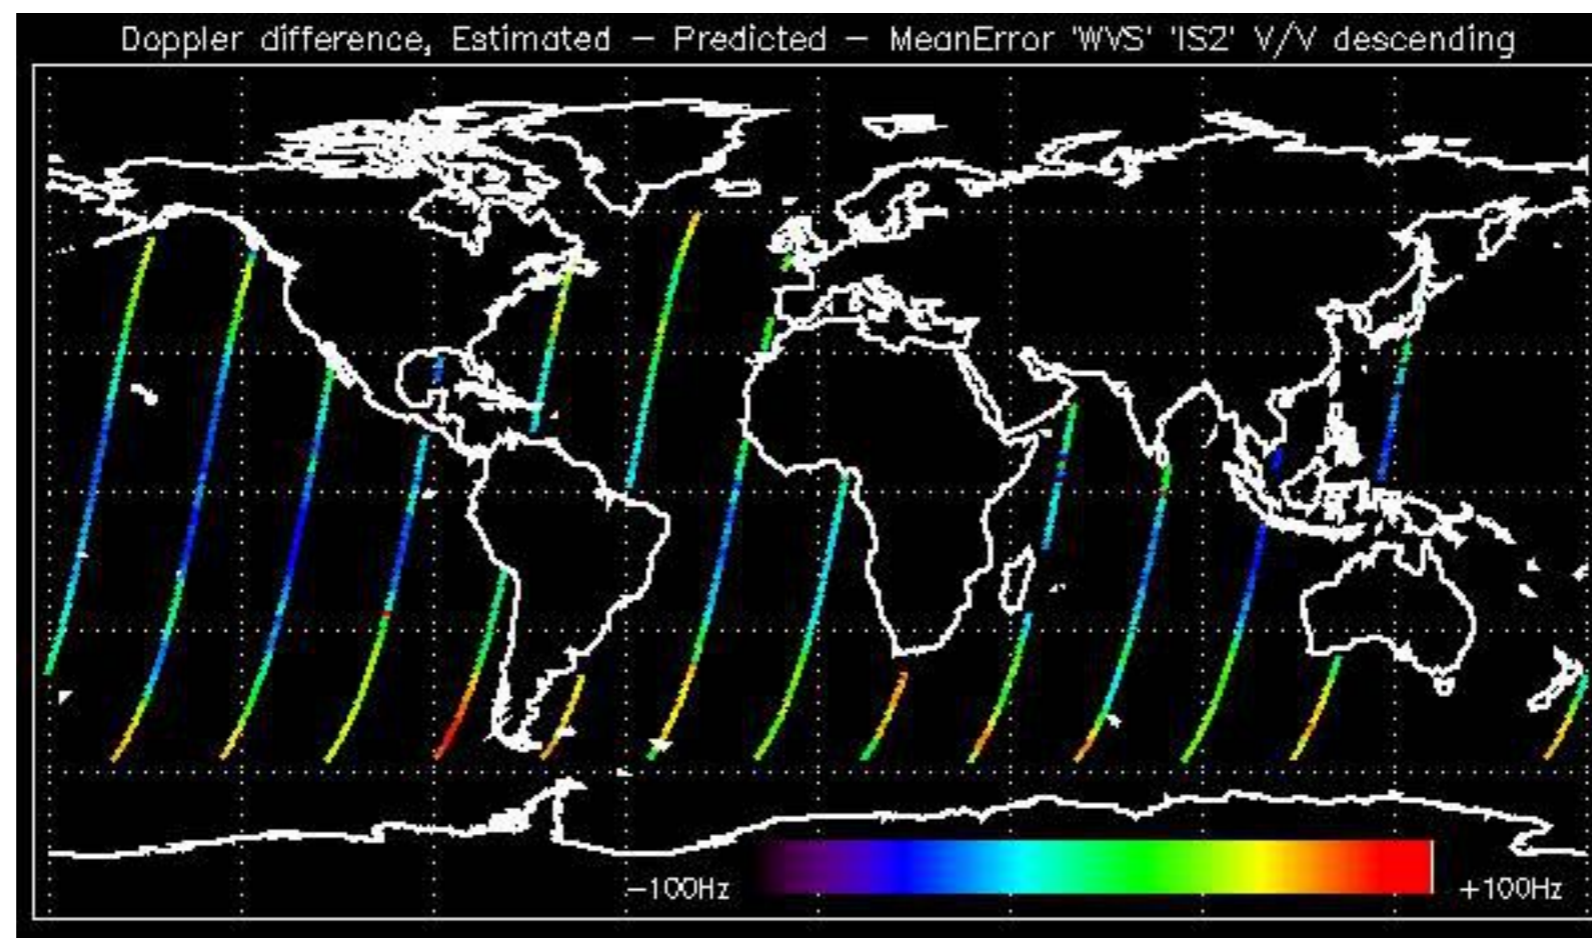 Doppler difference, Estimated − Predicted − MeanError 'WVS' 'IS2' V/V descending
−100Hz
+100Hz